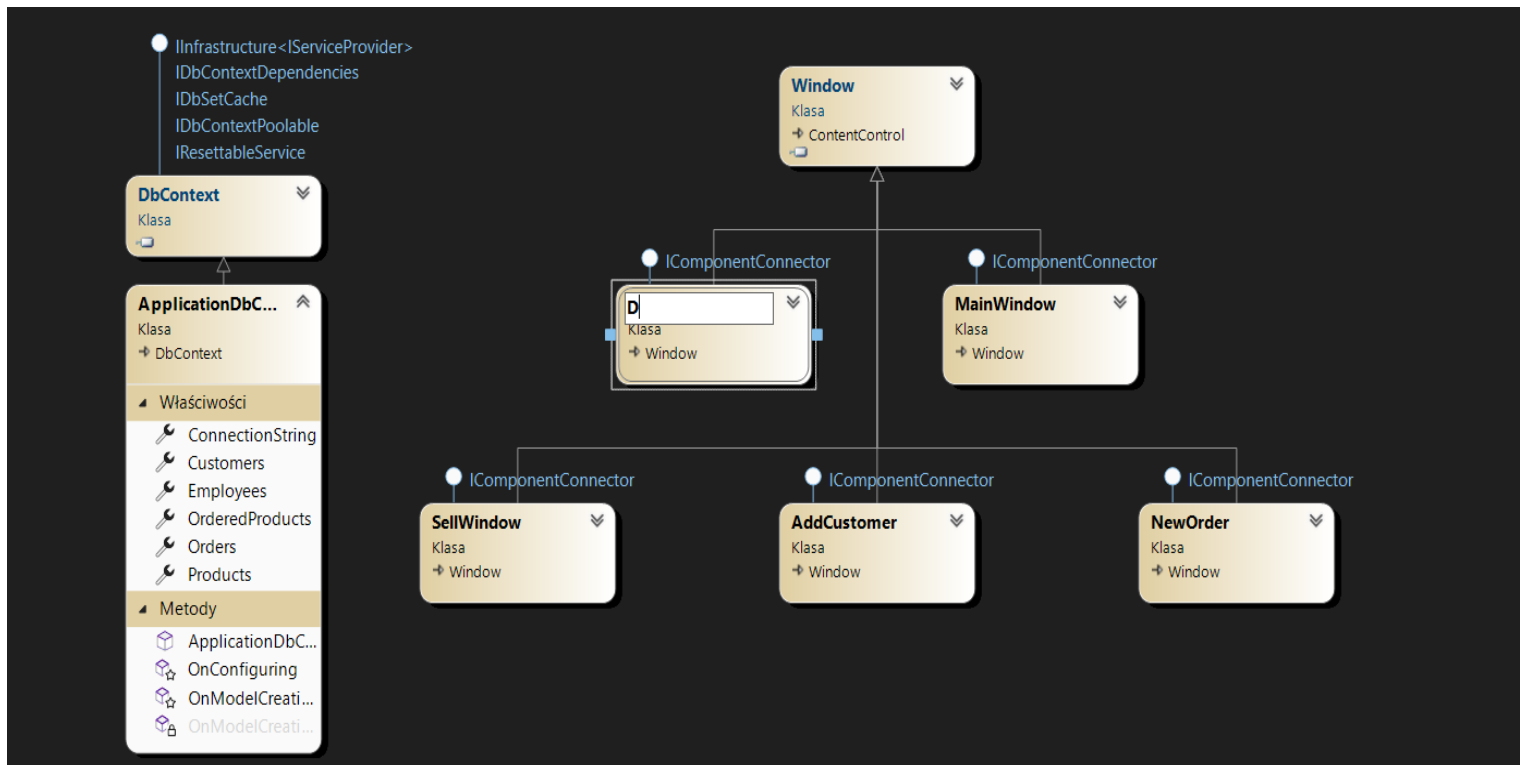 IInfrastructure<IServiceProvider>
IDbContextDependencies
IDbSetCache
IDbContextPoolable
IResettableService
DbContext
Klasa
ApplicationDbC...
Klasa
DbContext
Właściwości
ConnectionString
Customers
Employees
OrderedProducts
Orders
Products
Metody
ApplicationDbC...
OnConfiguring
OnModelCreati...
OnModelCreati...
Window
Klasa
ContentControl
IComponentConnector
D
Klasa
Window
IComponentConnector
MainWindow
Klasa
Window
IComponentConnector
SellWindow
Klasa
Window
IComponentConnector
AddCustomer
Klasa
Window
IComponentConnector
NewOrder
Klasa
Window